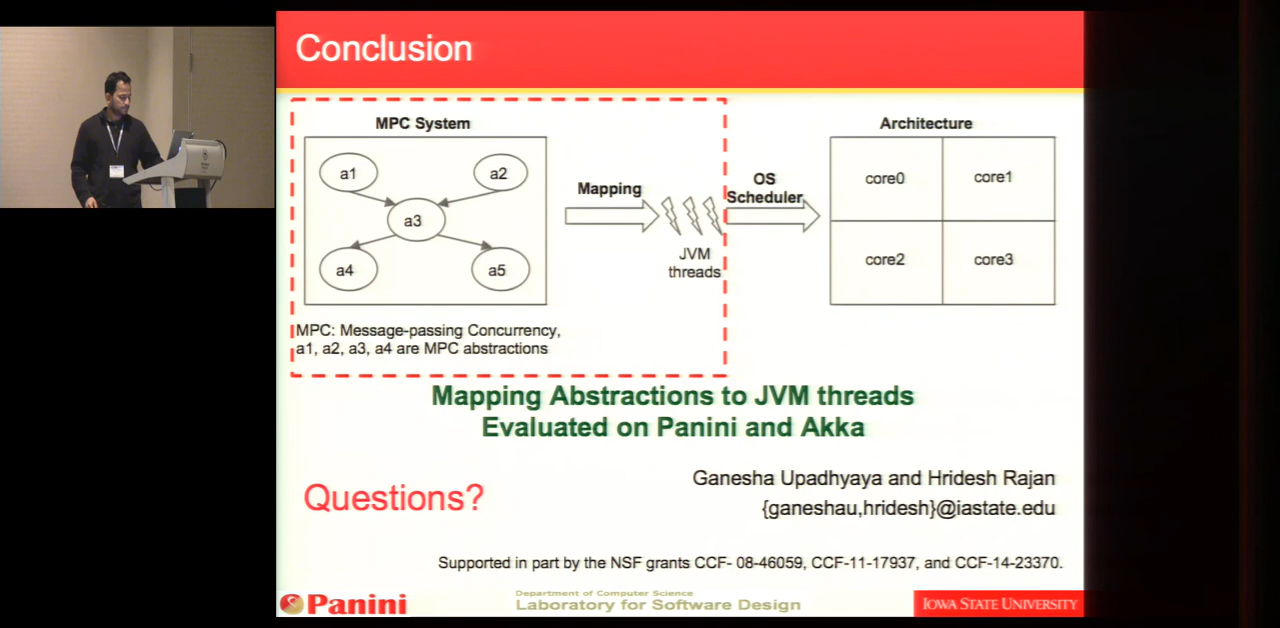 Conclusion
MPC System
Architecture
a1
a2
a3
a4
a5
Mapping
JVM
threads
OS
Scheduler
core0
core1
core2
core3
MPC: Message-passing Concurrency,
a1, a2, a3, a4 are MPC abstractions
Mapping Abstractions to JVM threads
Evaluated on Panini and Akka
Questions?
Ganesha Upadhyaya and Hridesh Rajan
{ganeshau,hridesh}@iastate.edu
Supported in part by the NSF grants CCF- 08-46059, CCF-11-17937, and CCF-14-23370.
Panini
Department of Computer Science
Laboratory for Software Design
IOWA STATE UNIVERSITY